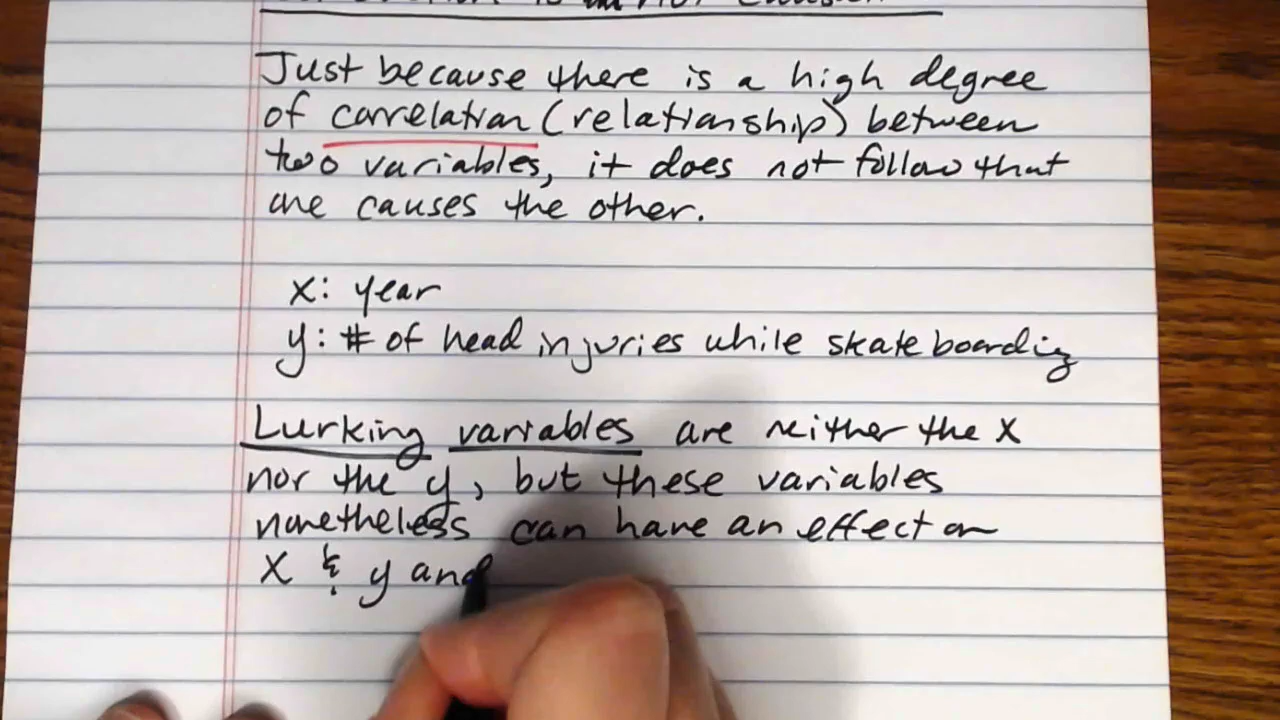 Just because there is a high degree
of correlation (relationship) between
two variables, it does not follow that
one causes the other.
x: year
y: # of head injuries while skateboarding
Lurking variables are neither the x
nor the y, but these variables
nonetheless can have an effect on
x & y and